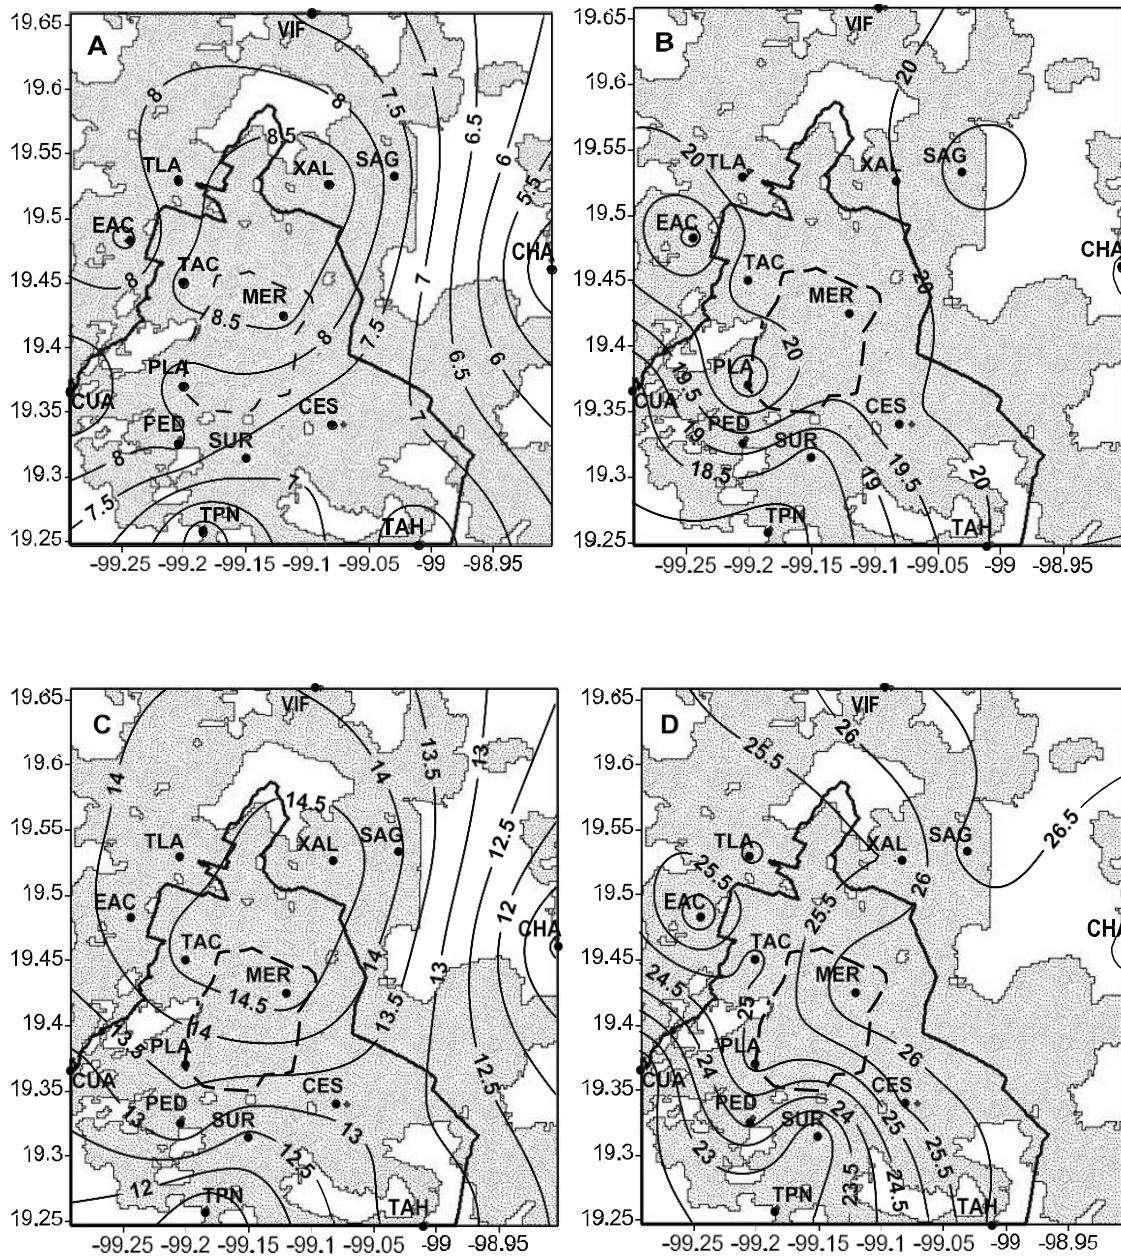 A
VIF
19.65
19.6
19.55
19.5
19.45
19.4
19.35
19.3
19.25
8
8
7.5
7
6.5
6
5.5
8.5
TLA
XAL
SAG
EAC
CHA
TAC
8
MER
8.5
8
7.5
7
PLA
6.5
6
CUA
CES
PED
SUR
7
8
7.5
7
TPN
TAH
-99.25 -99.2 -99.15 -99.1 -99.05 -99 -98.95
B
VIF
19.65
19.6
19.55
19.5
19.45
19.4
19.35
19.3
19.25
20
20
TLA
XAL
SAG
EAC
CHA
TAC
20
MER
20
PLA
19.5
CUA
CES
PED
SUR
19
18.5
19
19.5
20
TPN
TAH
-99.25 -99.2 -99.15 -99.1 -99.05 -99 -98.95
C
VIF
19.65
19.6
19.55
19.5
19.45
19.4
19.35
19.3
19.25
14
14
13.5
13
12.5
12
14.5
TLA
XAL
SAG
EAC
CHA
TAC
MER
14
13
14.5
13.5
14
13.5
PLA
12.5
CUA
CES
PED
SUR
13
13
12.5
12
TPN
TAH
-99.25 -99.2 -99.15 -99.1 -99.05 -99 -98.95
D
VIF
19.65
19.6
19.55
19.5
19.45
19.4
19.35
19.3
19.25
25.5
26
26.5
TLA
XAL
SAG
25.5
EAC
26
25.5
CHA
TAC
MER
24.5
25
PLA
26
24
CUA
CES
PED
SUR
24
25
25.5
23
23.5
24.5
TPN
TAH
-99.25 -99.2 -99.15 -99.1 -99.05 -99 -98.95